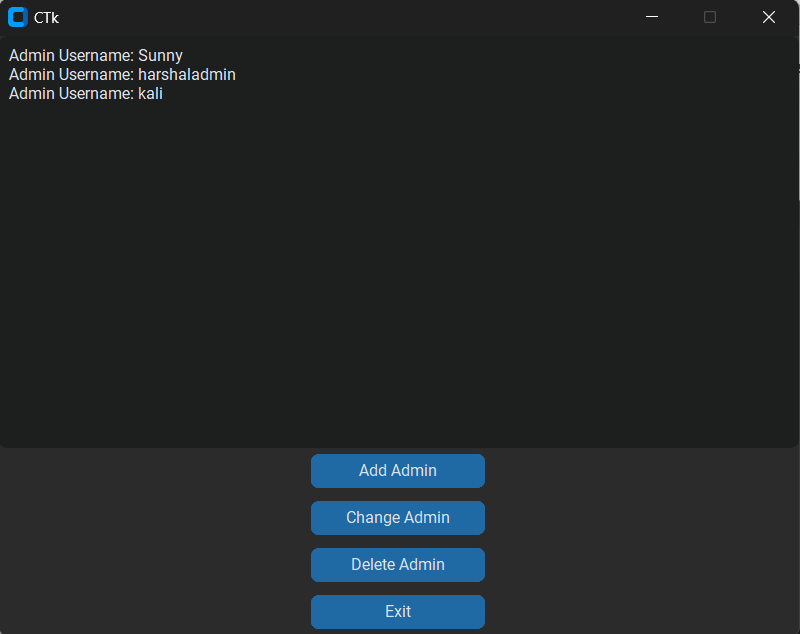 CTk
Admin Username: Sunny
Admin Username: harshaladmin
Admin Username: kali
Add Admin
Change Admin
Delete Admin
Exit